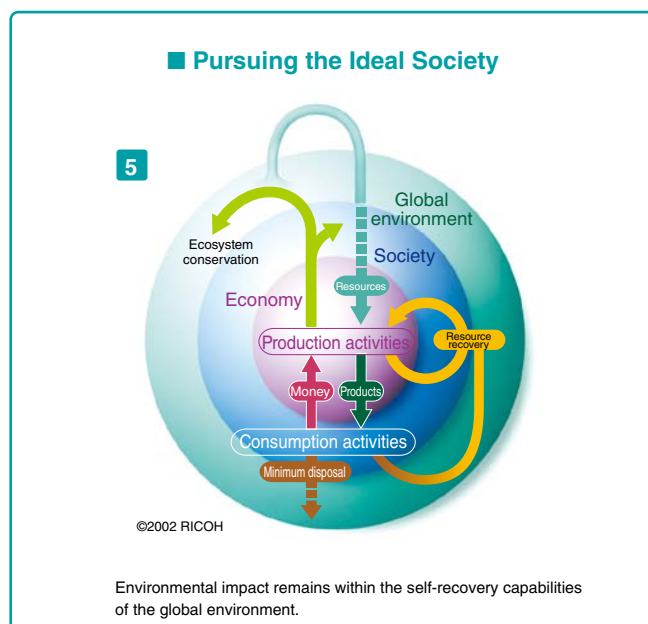 ■ Pursuing the Ideal Society
5
Global
environment
Ecosystem
conservation
Society
Resources
Economy
Production activities
Resource
recovery
Money
Products
Consumption activities
Minimum disposal
©2002 RICOH
Environmental impact remains within the self-recovery capabilities
of the global environment.